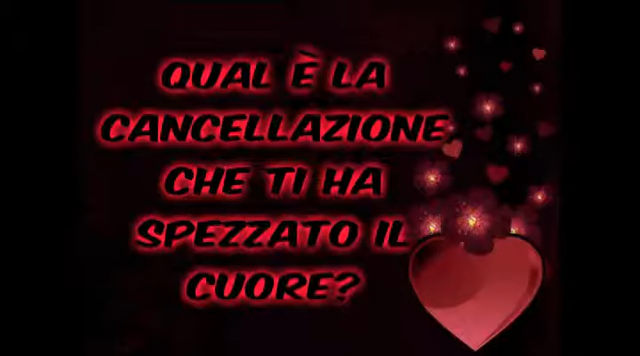 QUAL È LA
CANCELLAZIONE
CHE TI HA
SPEZZATO IL
CUORE?